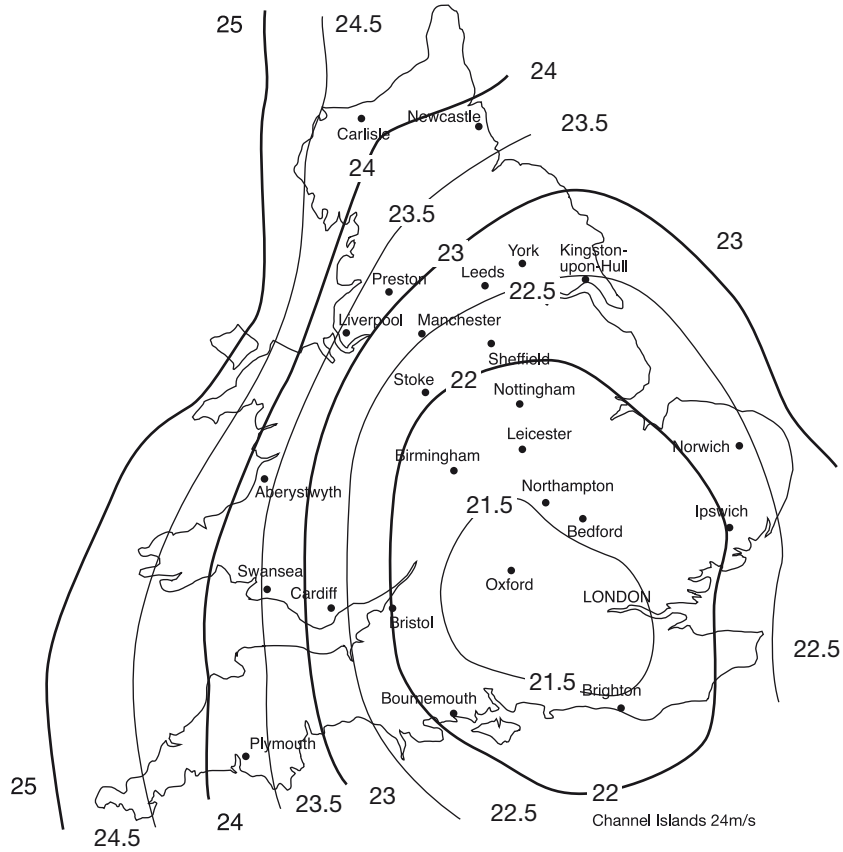 25
24.5
24
Newcastle
Carlisle
23.5
24
23.5
23
23
York
Kingston-
upon-Hull
Leeds
Preston
22.5
Liverpool
Manchester
Sheffield
Stoke
22
Nottingham
Leicester
Norwich
Birmingham
Aberystwyth
Northampton
21.5
Ipswich
Bedford
Swansea
Oxford
Cardiff
LONDON
Bristol
22.5
21.5
Brighton
Bournemouth
Plymouth
25
22
23.5
23
22.5
24
24.5
Channel Islands 24m/s